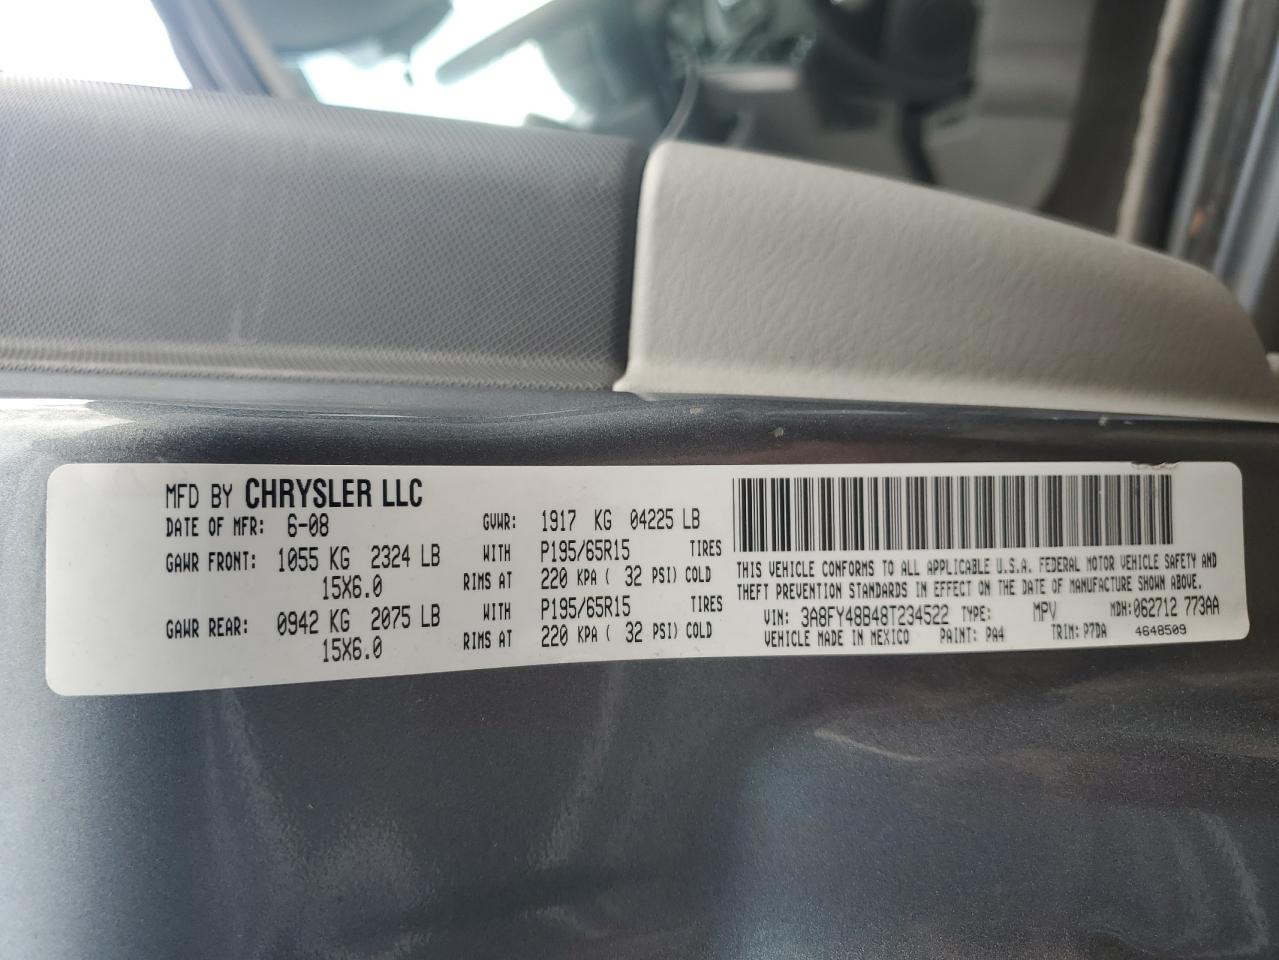 MFD BY CHRYSLER LLC
DATE OF MFR: 6-08 GVWR: 1917 KG 04225 LB
GAWR FRONT: 1055 KG 2324 LB WITH P195/65R15 TIRES
15X6.0 RIMS AT 220 KPA ( 32 PSI) COLD
GAWR REAR: 0942 KG 2075 LB WITH P195/65R15 TIRES
15X6.0 RIMS AT 220 KPA ( 32 PSI) COLD
THIS VEHICLE CONFORMS TO ALL APPLICABLE U.S.A. FEDERAL MOTOR VEHICLE SAFETY AND
THEFT PREVENTION STANDARDS IN EFFECT ON THE DATE OF MANUFACTURE SHOWN ABOVE.
VIN: 3A8FY48B48T234522 TYPE: MPV MDH:062712 773AA
VEHICLE MADE IN MEXICO PAINT: PA4 TRIM: P7DA 4648509